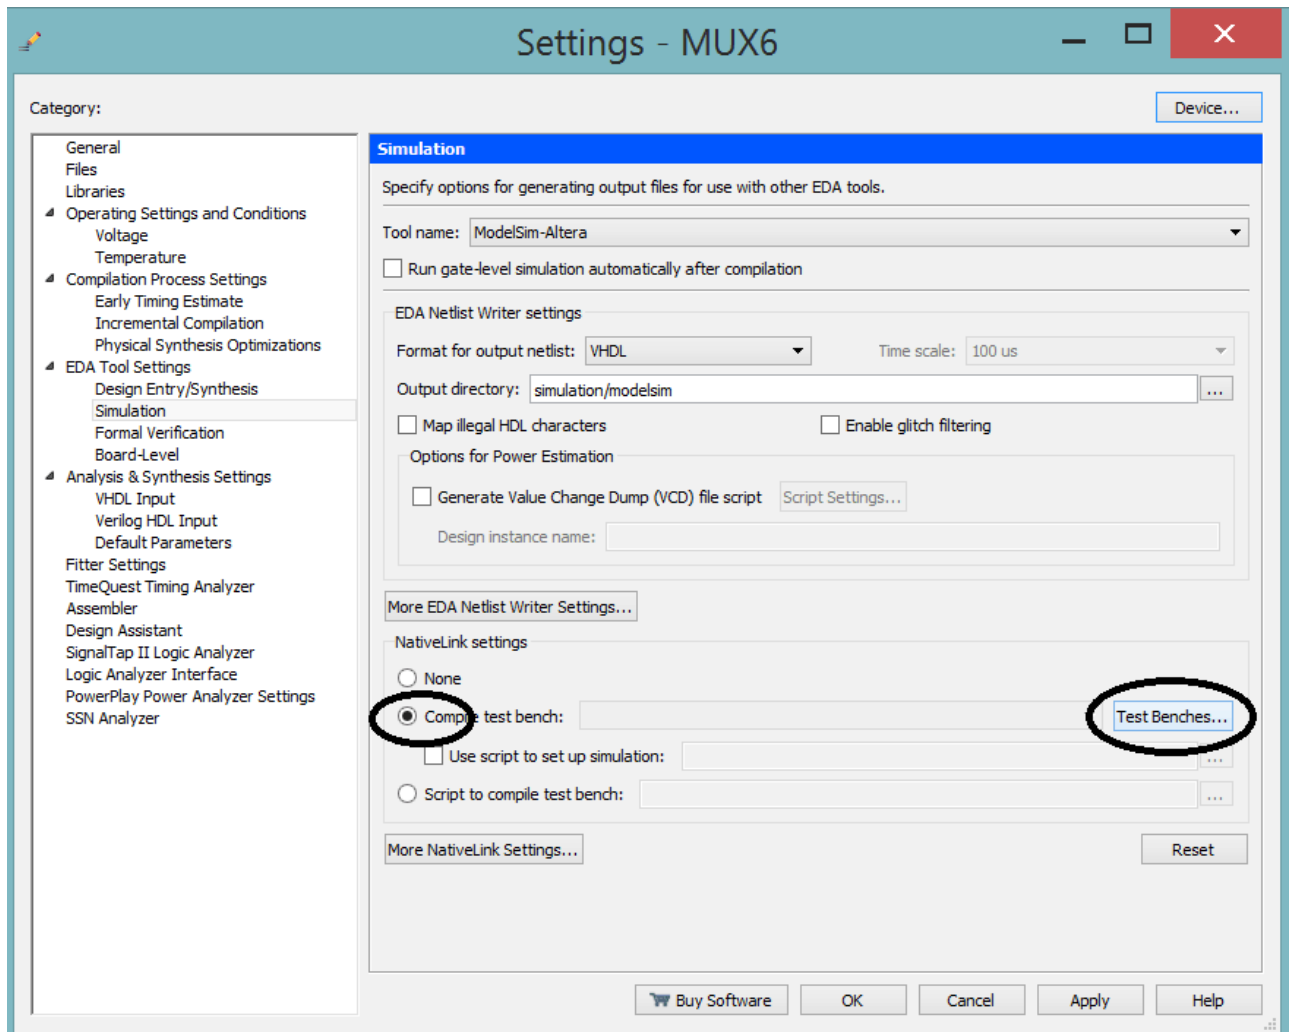 Settings - MUX6
Category:
Device...
General
Files
Libraries
Operating Settings and Conditions
Voltage
Temperature
Compilation Process Settings
Early Timing Estimate
Incremental Compilation
Physical Synthesis Optimizations
EDA Tool Settings
Design Entry/Synthesis
Simulation
Formal Verification
Board-Level
Analysis & Synthesis Settings
VHDL Input
Verilog HDL Input
Default Parameters
Fitter Settings
TimeQuest Timing Analyzer
Assembler
Design Assistant
SignalTap II Logic Analyzer
Logic Analyzer Interface
PowerPlay Power Analyzer Settings
SSN Analyzer
Simulation
Specify options for generating output files for use with other EDA tools.
Tool name: ModelSim-Altera
Run gate-level simulation automatically after compilation
EDA Netlist Writer settings
Format for output netlist: VHDL Time scale: 100 us
Output directory: simulation/modelsim ...
Map illegal HDL characters Enable glitch filtering
Options for Power Estimation
Generate Value Change Dump (VCD) file script Script Settings...
Design instance name:
More EDA Netlist Writer Settings...
NativeLink settings
None
Compile test bench: Test Benches...
Use script to set up simulation: ...
Script to compile test bench: ...
More NativeLink Settings... Reset
Buy Software OK Cancel Apply Help